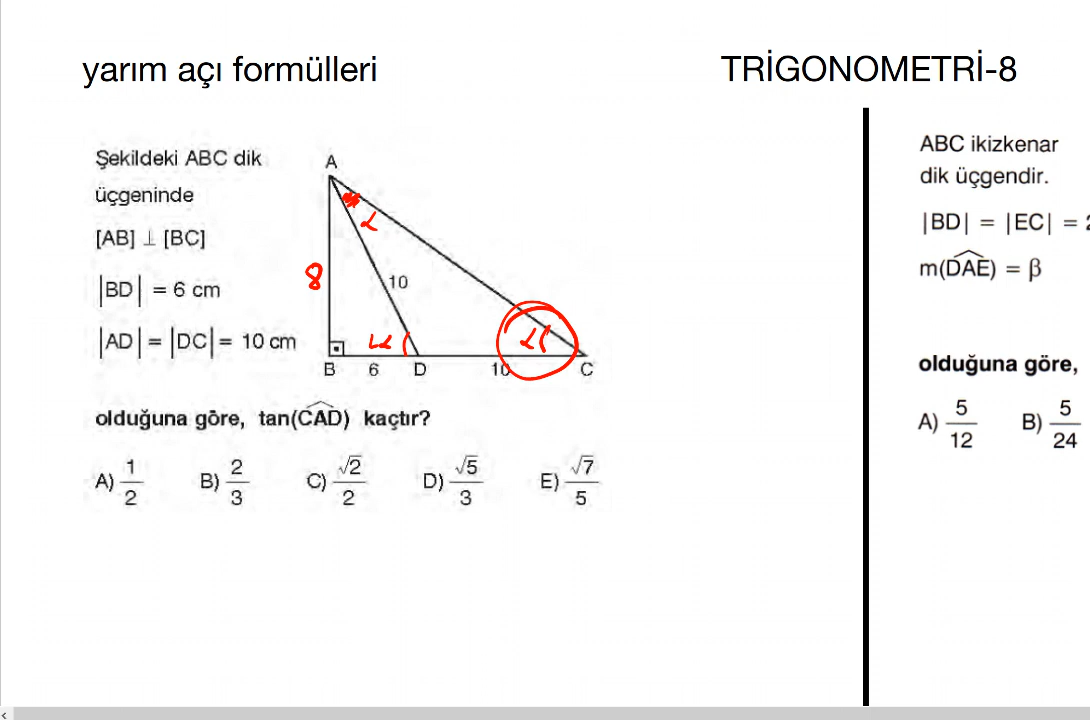 yarım açı formülleri
TRİGONOMETRİ-8
Şekildeki ABC dik
üçgeninde
[AB] ⊥ [BC]
|BD| = 6 cm
|AD| = |DC| = 10 cm
A
8
α
10
2α
α
B 6 D 10 C
olduğuna göre, tan(CAD) kaçtır?
A) 1/2 B) 2/3 C) √2/2 D) √5/3 E) √7/5
ABC ikizkenar
dik üçgendir.
|BD| = |EC| = 2
m(DAE) = β
olduğuna göre,
A) 5/12 B) 5/24